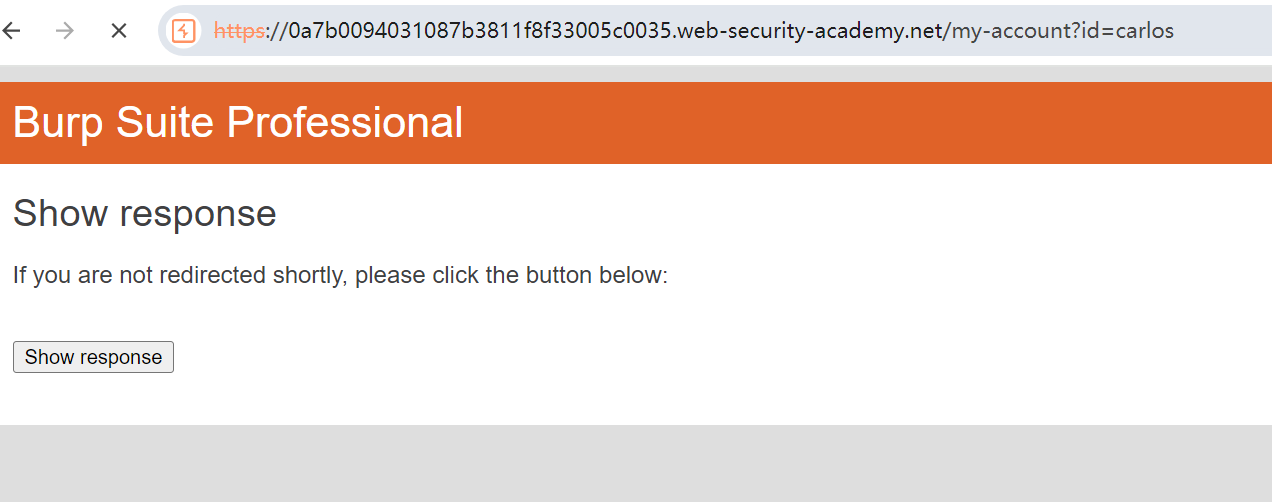 https://0a7b0094031087b3811f8f33005c0035.web-security-academy.net/my-account?id=carlos
Burp Suite Professional
Show response
If you are not redirected shortly, please click the button below:
Show response